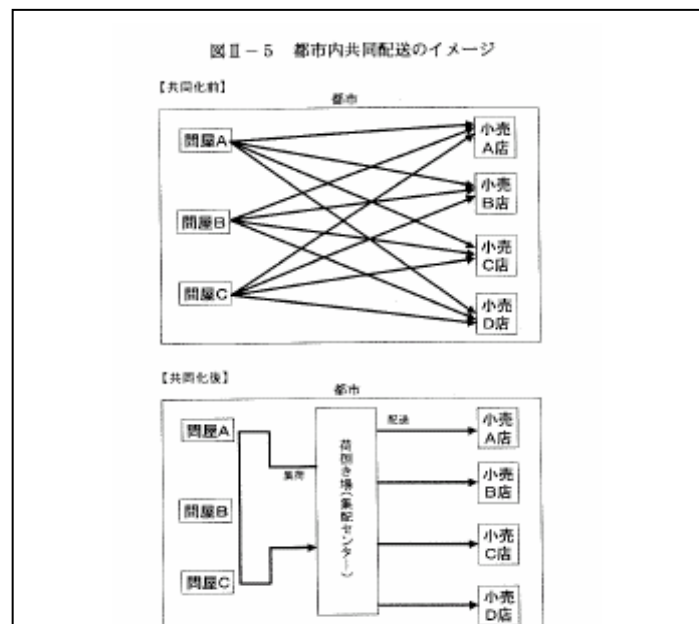 図Ⅱ－5 都市内共同配送のイメージ
【共同化前】
都市
問屋A
問屋B
問屋C
小売
A店
小売
B店
小売
C店
小売
D店
【共同化後】
都市
問屋A
問屋B
問屋C
集荷
荷捌き場(集配センター)
配送
小売
A店
小売
B店
小売
C店
小売
D店